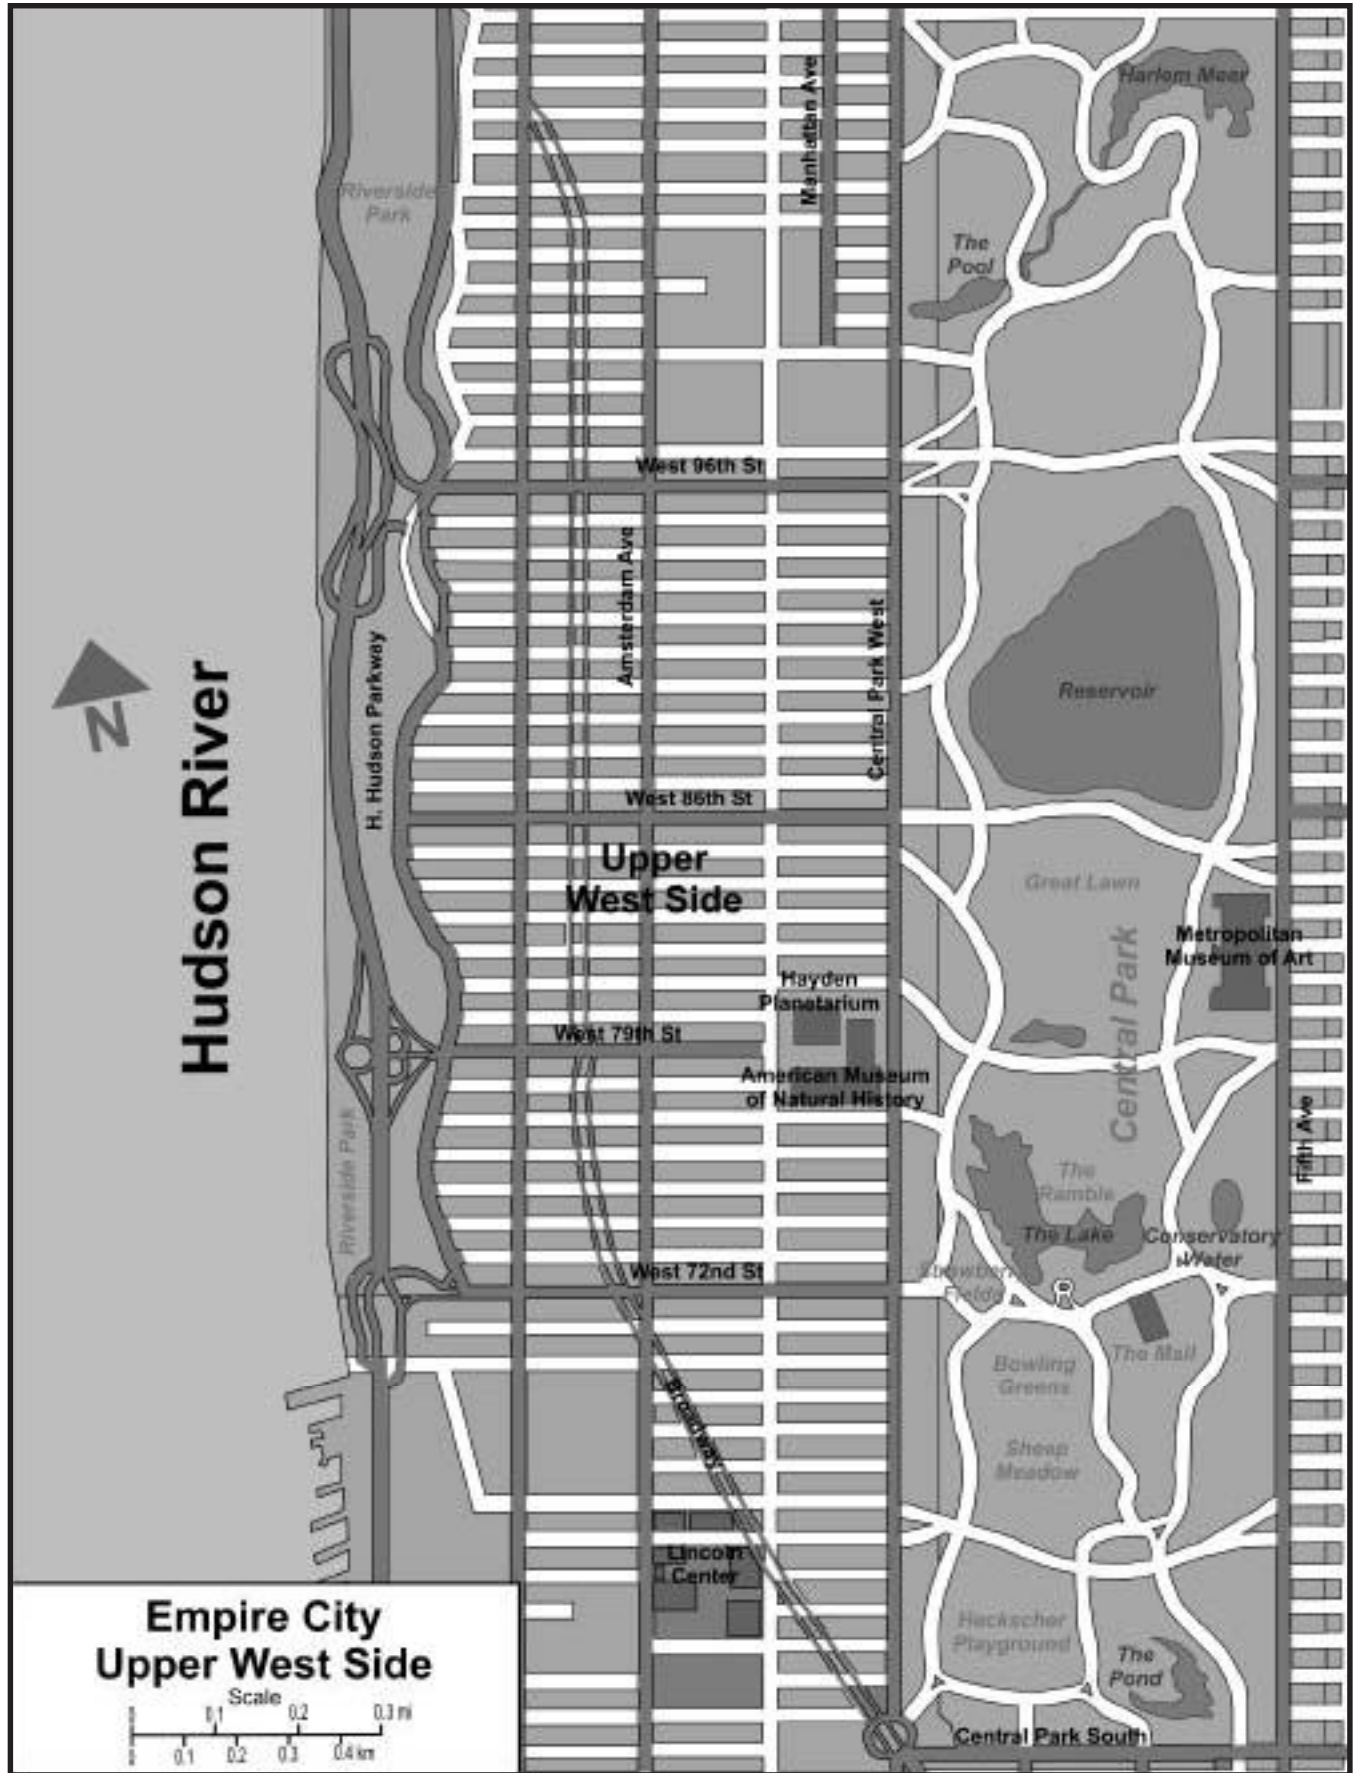 Harlem Meer
Manhattan Ave
Riverside
Park
The
Pool
West 96th St
Amsterdam Ave
Central Park West
H. Hudson Parkway
Reservoir
N
Hudson River
West 86th St
Upper
West Side
Great Lawn
Central Park
Metropolitan
Museum of Art
Hayden
Planetarium
West 79th St
American Museum
of Natural History
Fifth Ave
Riverside Park
The
Ramble
The Lake
Conservatory
Water
West 72nd St
Fields
The Mall
Bowling
Greens
Broadway
Sheep
Meadow
Lincoln
Center
Heckscher
Playground
The
Pond
Central Park South
Empire City
Upper West Side
Scale
0.1 0.2 0.3 mi
0.1 0.2 0.3 0.4 km